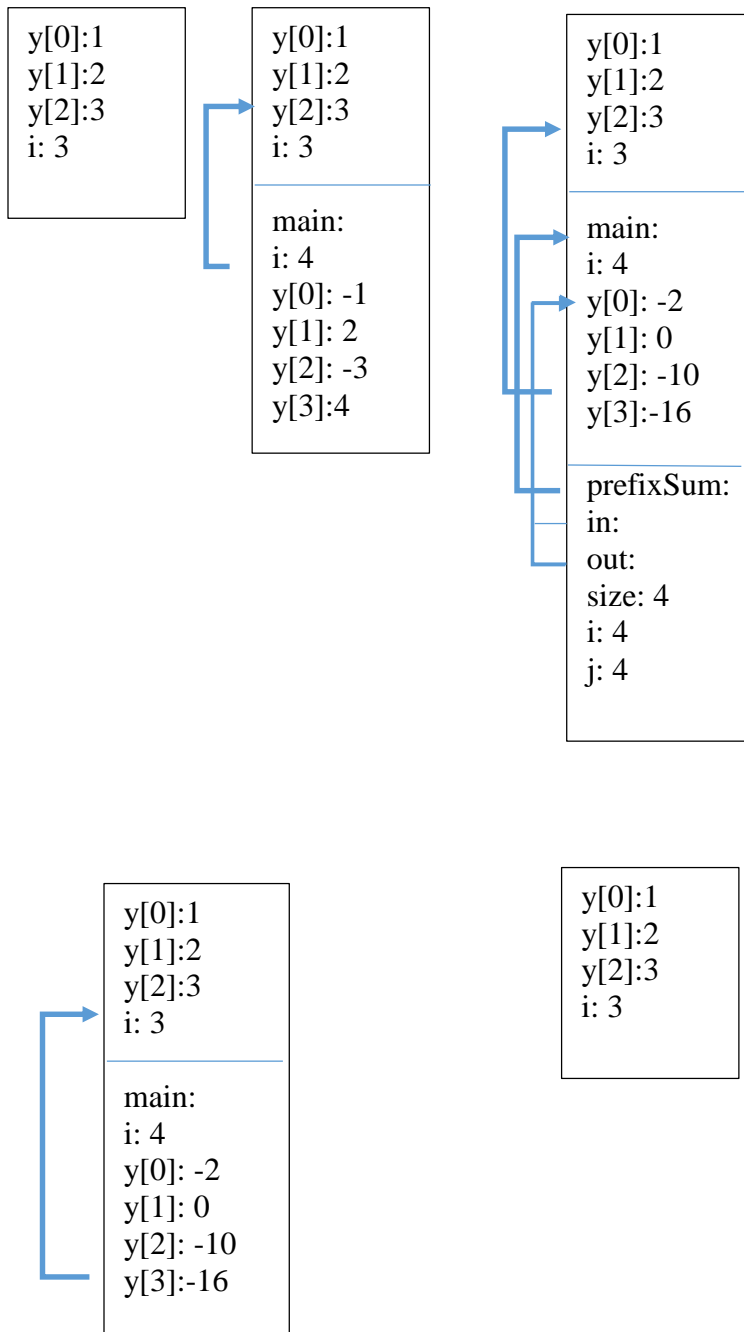 y[0]:1
y[1]:2
y[2]:3
i: 3
y[0]:1
y[1]:2
y[2]:3
i: 3
main:
i: 4
y[0]: -1
y[1]: 2
y[2]: -3
y[3]:4
y[0]:1
y[1]:2
y[2]:3
i: 3
main:
i: 4
y[0]: -2
y[1]: 0
y[2]: -10
y[3]:-16
prefixSum:
in:
out:
size: 4
i: 4
j: 4
y[0]:1
y[1]:2
y[2]:3
i: 3
main:
i: 4
y[0]: -2
y[1]: 0
y[2]: -10
y[3]:-16
y[0]:1
y[1]:2
y[2]:3
i: 3